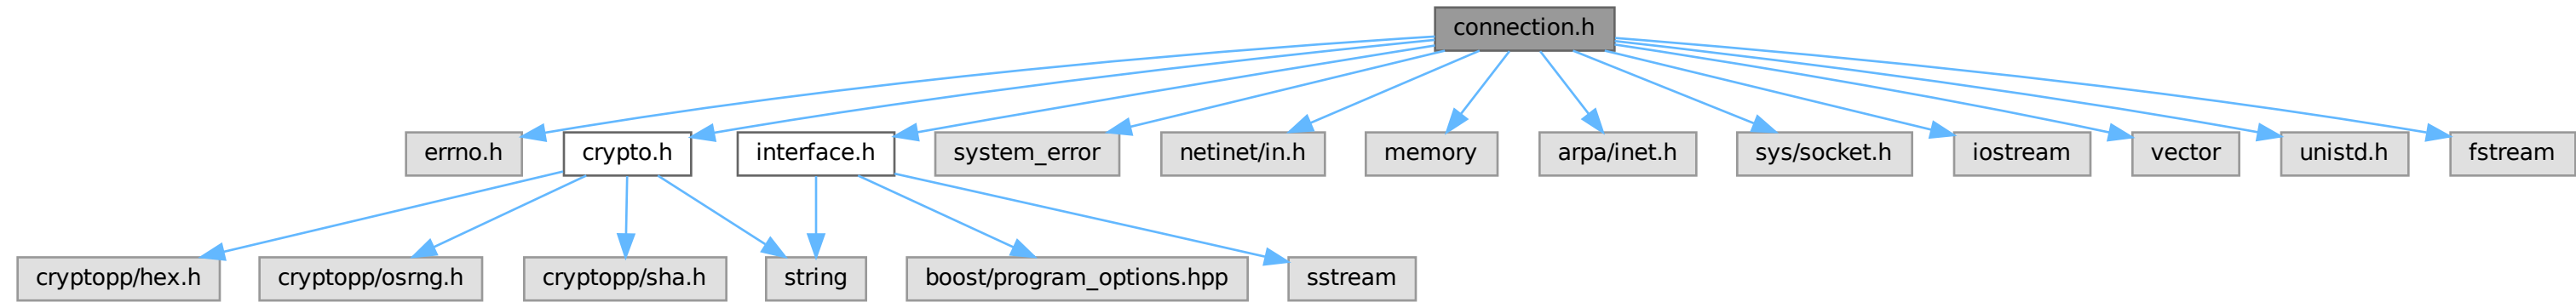 connection.h
errno.h
crypto.h
interface.h
system_error
netinet/in.h
memory
arpa/inet.h
sys/socket.h
iostream
vector
unistd.h
fstream
cryptopp/hex.h
cryptopp/osrng.h
cryptopp/sha.h
string
boost/program_options.hpp
sstream